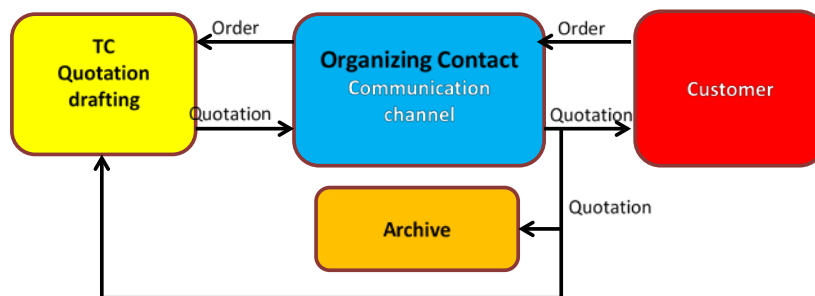 Order
Order
TC
Quotation
drafting
Organizing Contact
Communication
channel
Customer
Quotation
Quotation
Quotation
Archive